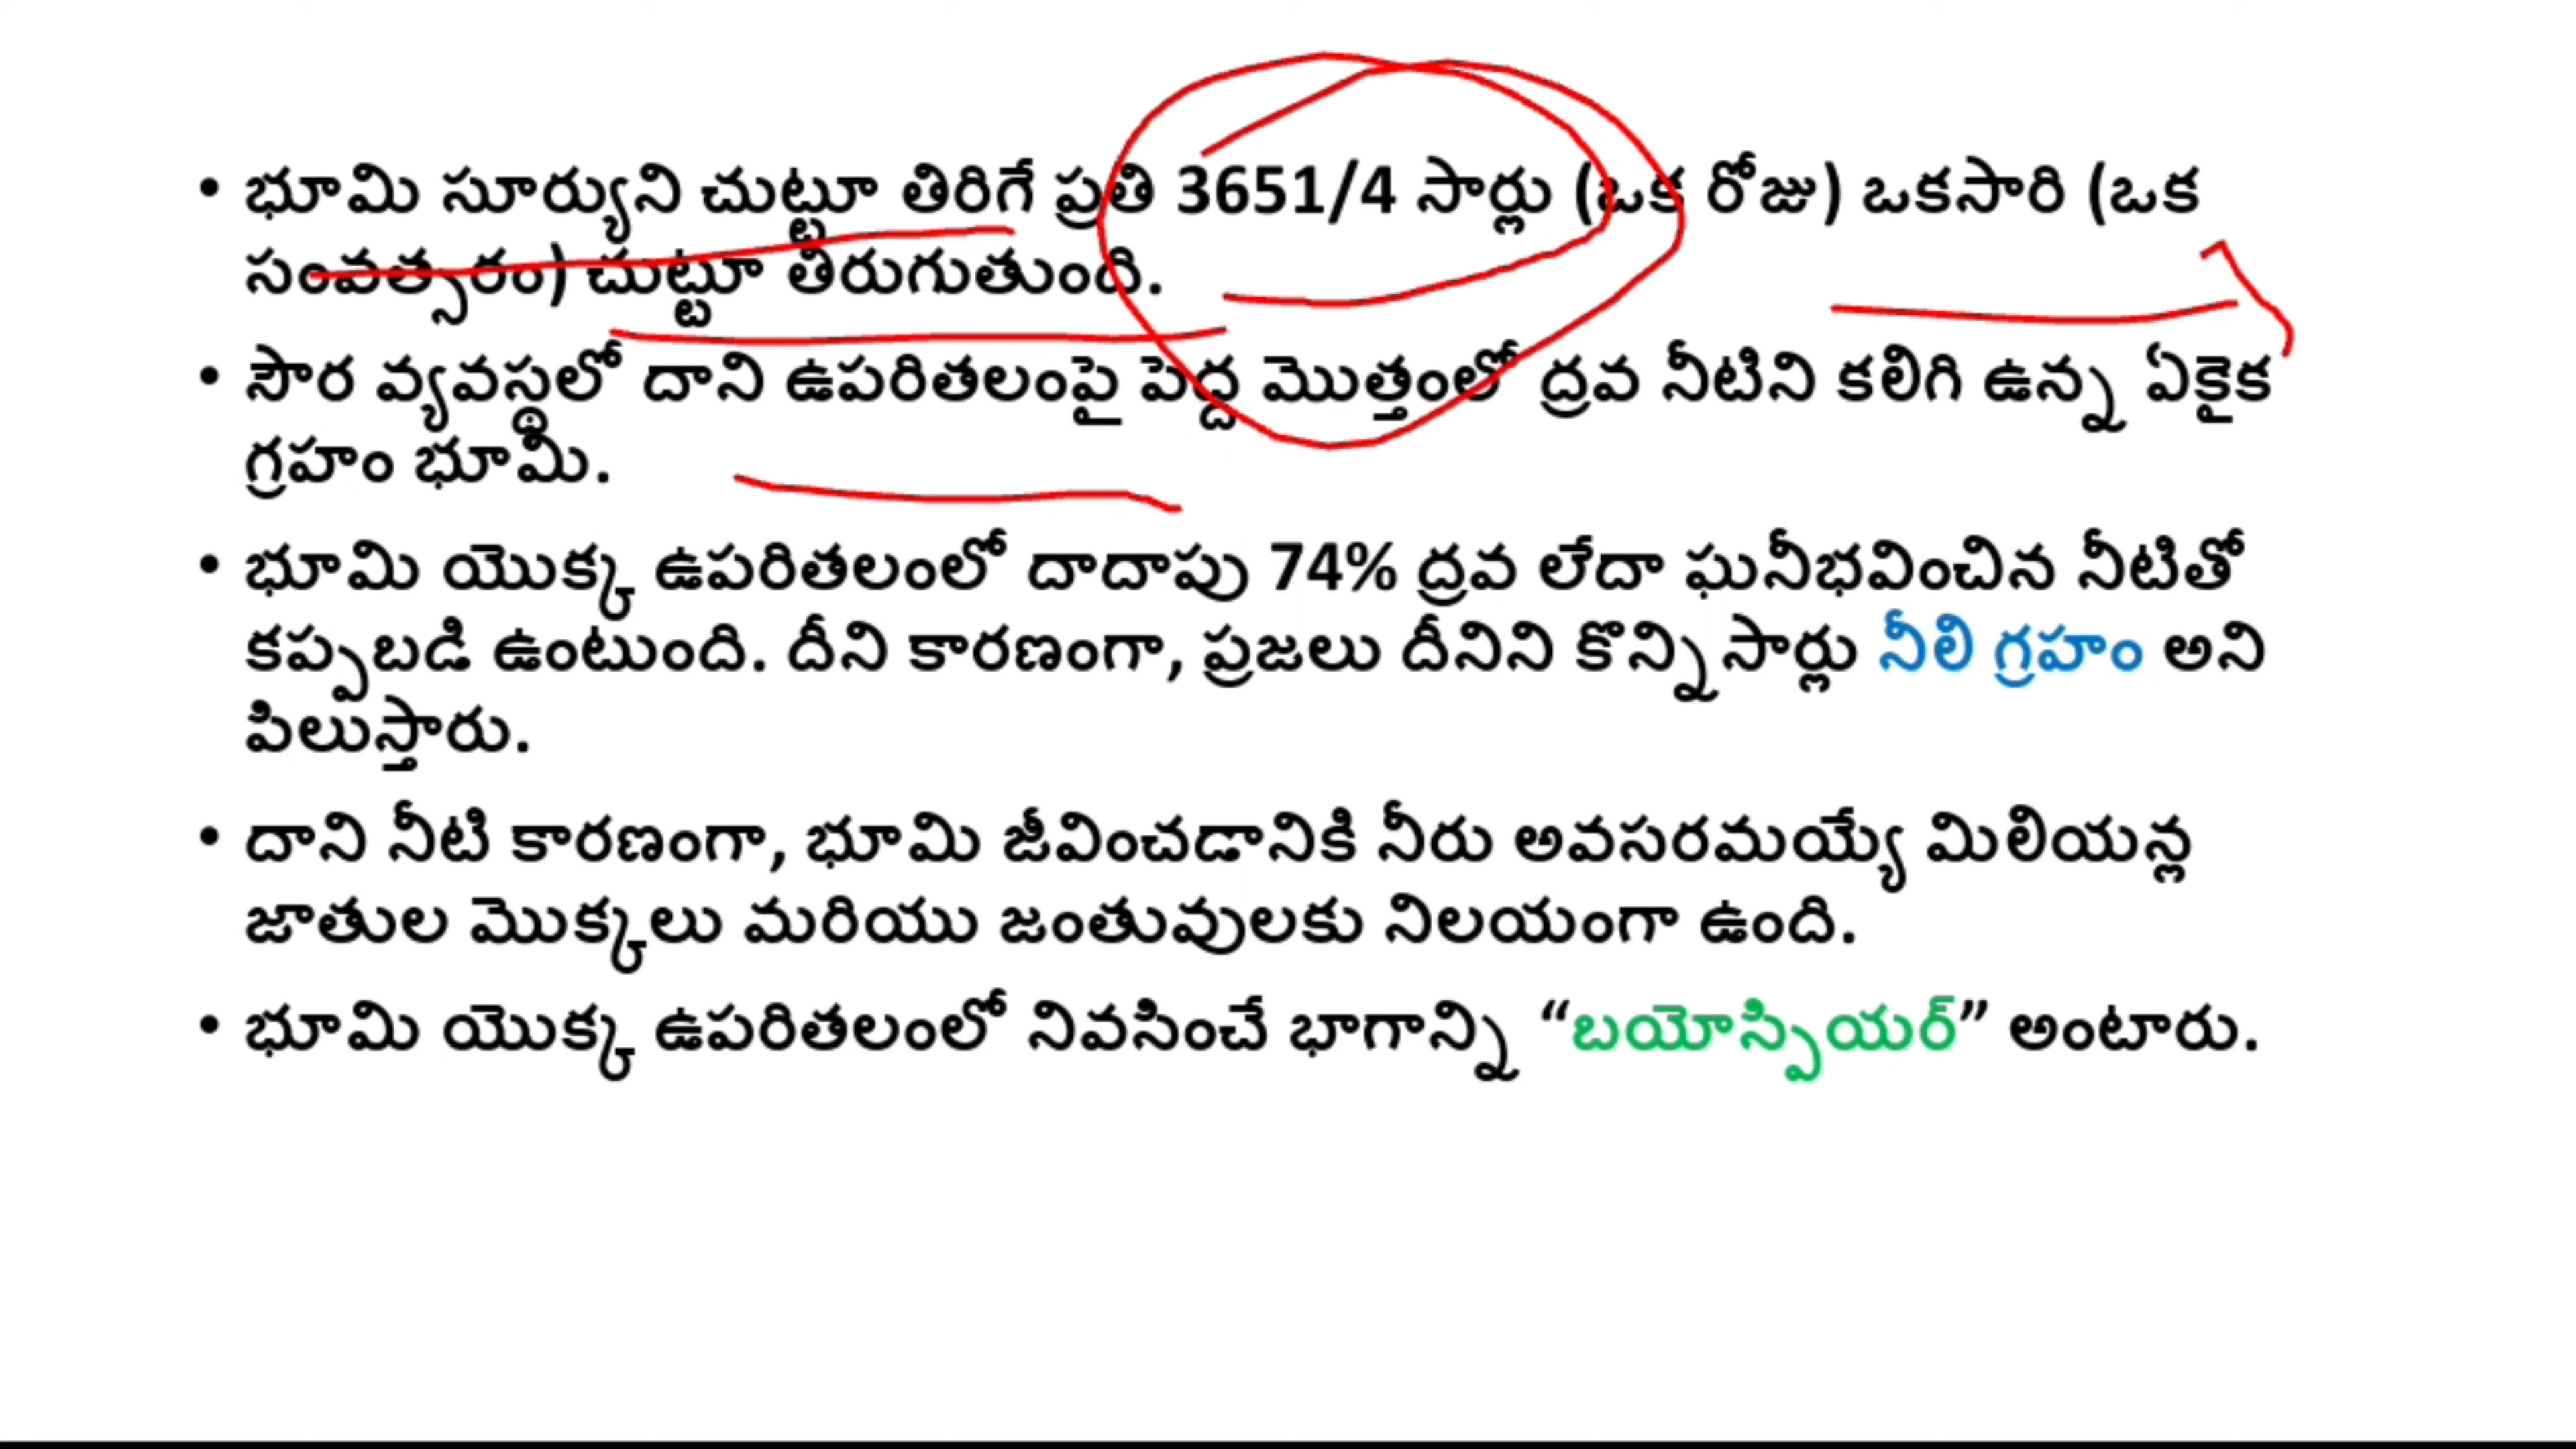 • భూమి సూర్యుని చుట్టూ తిరిగే ప్రతి 3651/4 సార్లు (ఒక రోజు) ఒకసారి (ఒక
సంవత్సరం) చుట్టూ తిరుగుతుంది.
• సౌర వ్యవస్థలో దాని ఉపరితలంపై పెద్ద మొత్తంలో ద్రవ నీటిని కలిగి ఉన్న ఏకైక
గ్రహం భూమి.
• భూమి యొక్క ఉపరితలంలో దాదాపు 74% ద్రవ లేదా ఘనీభవించిన నీటితో
కప్పబడి ఉంటుంది. దీని కారణంగా, ప్రజలు దీనిని కొన్నిసార్లు నీలి గ్రహం అని
పిలుస్తారు.
• దాని నీటి కారణంగా, భూమి జీవించడానికి నీరు అవసరమయ్యే మిలియన్ల
జాతుల మొక్కలు మరియు జంతువులకు నిలయంగా ఉంది.
• భూమి యొక్క ఉపరితలంలో నివసించే భాగాన్ని “బయోస్పియర్” అంటారు.